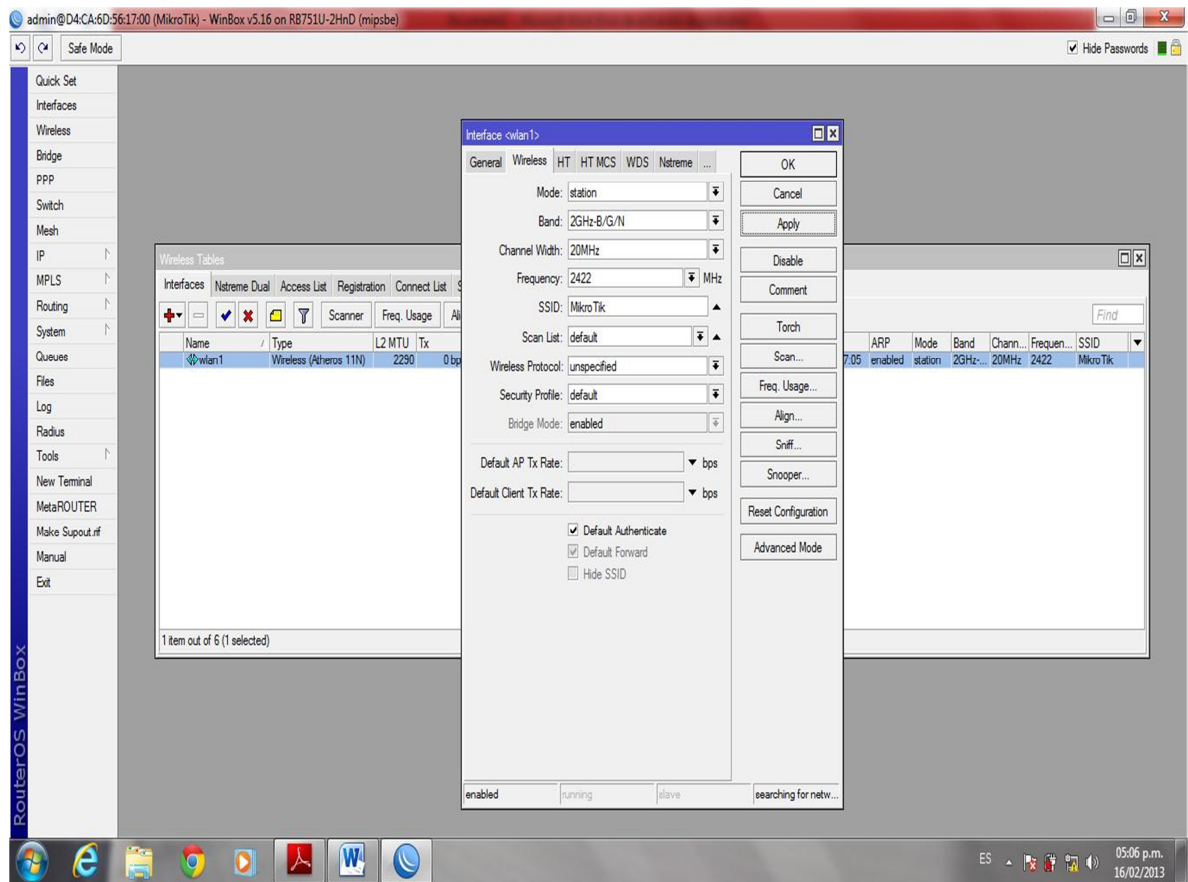 admin@D4:CA:6D:56:17:00 (MikroTik) - WinBox v5.16 on RB751U-2HnD (mipsbe)
Safe Mode
Hide Passwords
Quick Set
Interfaces
Wireless
Bridge
PPP
Switch
Mesh
IP
MPLS
Routing
System
Queues
Files
Log
Radius
Tools
New Terminal
MetaROUTER
Make Supout.rif
Manual
Exit
RouterOS WinBox
Wireless Tables
Interfaces Nstreme Dual Access List Registration Connect List
Scanner Freq. Usage
Find
Name / Type L2 MTU Tx
ARP Mode Band Chann... Frequen... SSID
wlan1 Wireless (Atheros 11N) 2290 0 bp
7:05 enabled station 2GHz-... 20MHz 2422 MikroTik
1 item out of 6 (1 selected)
Interface <wlan1>
General Wireless HT HT MCS WDS Nstreme ...
Mode: station
Band: 2GHz-B/G/N
Channel Width: 20MHz
Frequency: 2422 MHz
SSID: MikroTik
Scan List: default
Wireless Protocol: unspecified
Security Profile: default
Bridge Mode: enabled
Default AP Tx Rate: bps
Default Client Tx Rate: bps
Default Authenticate
Default Forward
Hide SSID
OK
Cancel
Apply
Disable
Comment
Torch
Scan...
Freq. Usage...
Align...
Sniff...
Snooper...
Reset Configuration
Advanced Mode
enabled running slave searching for netw...
ES
05:06 p.m.
16/02/2013